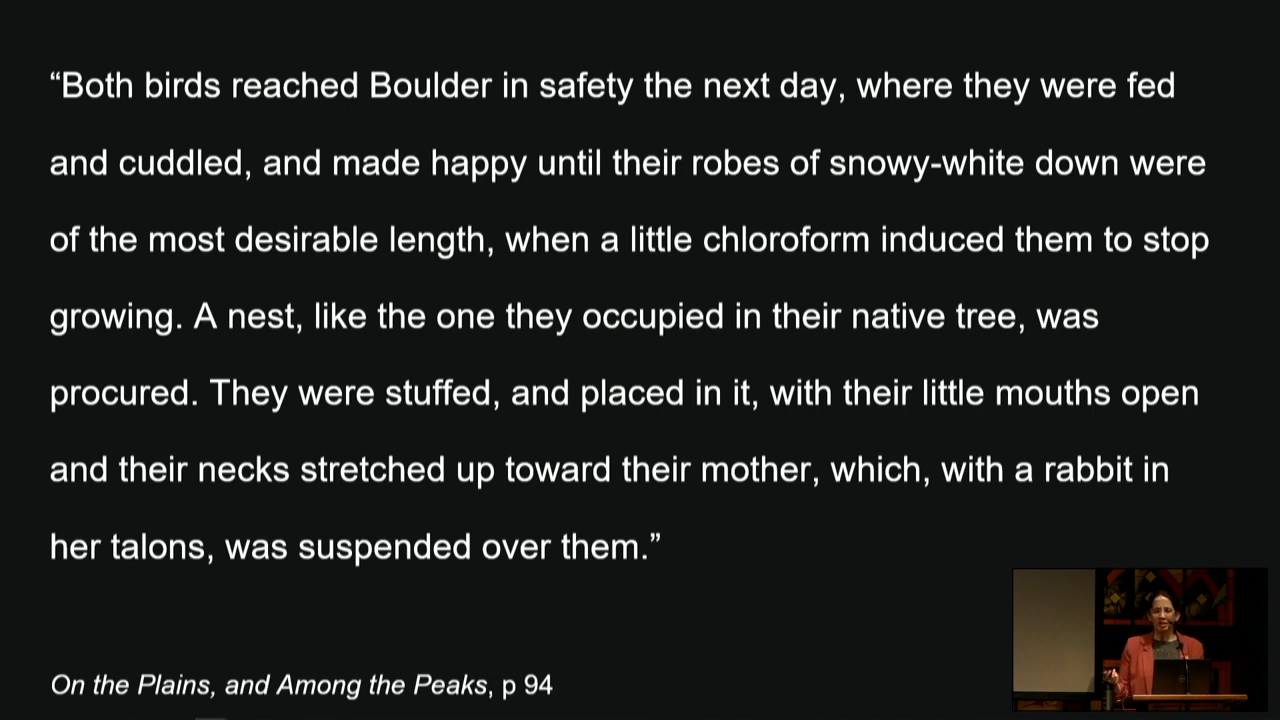 “Both birds reached Boulder in safety the next day, where they were fed
and cuddled, and made happy until their robes of snowy-white down were
of the most desirable length, when a little chloroform induced them to stop
growing. A nest, like the one they occupied in their native tree, was
procured. They were stuffed, and placed in it, with their little mouths open
and their necks stretched up toward their mother, which, with a rabbit in
her talons, was suspended over them.”
On the Plains, and Among the Peaks, p 94